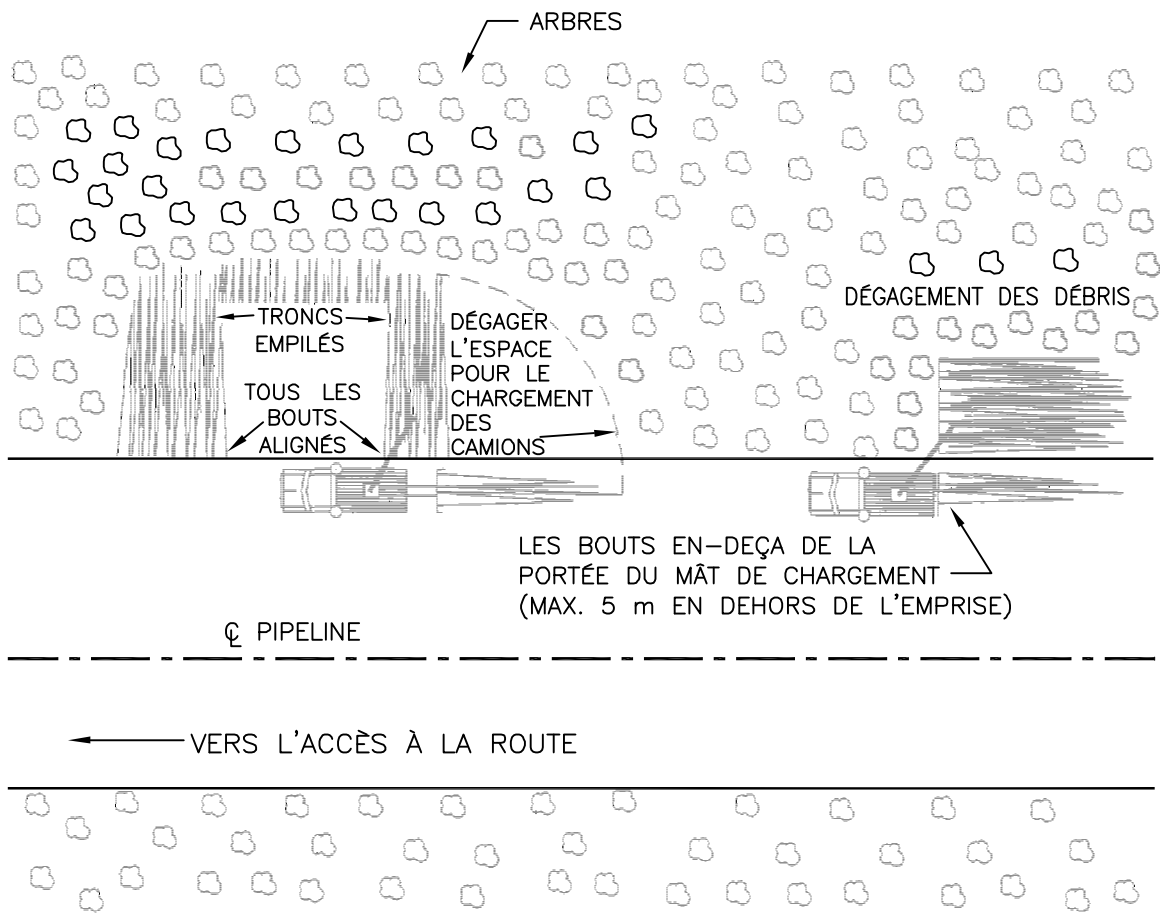 ARBRES
DÉGAGEMENT DES DÉBRIS
TRONCS
EMPILÉS
DÉGAGER
L'ESPACE
POUR LE
CHARGEMENT
DES
CAMIONS
TOUS LES
BOUTS
ALIGNÉS
LES BOUTS EN-DEÇA DE LA
PORTÉE DU MÂT DE CHARGEMENT
(MAX. 5 m EN DEHORS DE L'EMPRISE)
℄ PIPELINE
VERS L'ACCÈS À LA ROUTE